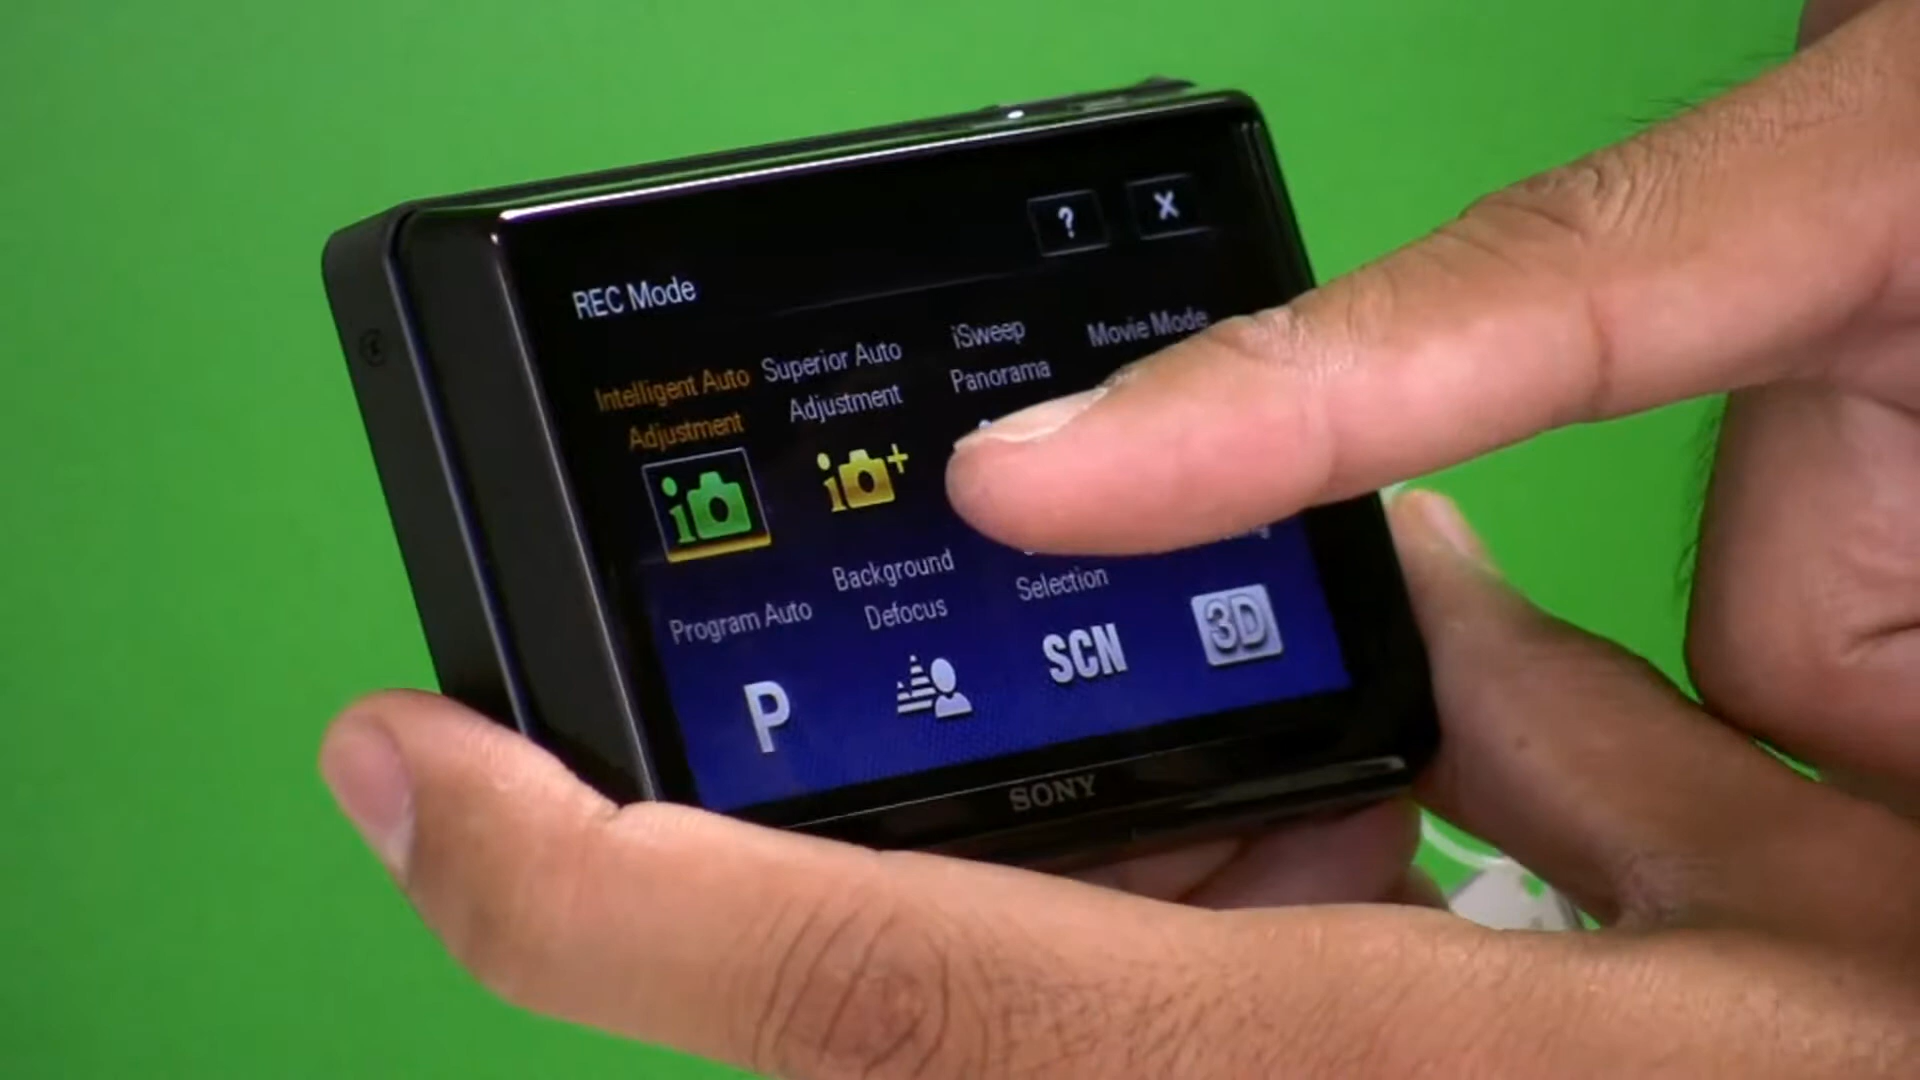 ?
X
REC Mode
Intelligent Auto
Adjustment
Superior Auto
Adjustment
iSweep
Panorama
Movie Mode
i
i +
Program Auto
Background
Defocus
Selection
P
SCN
3D
SONY